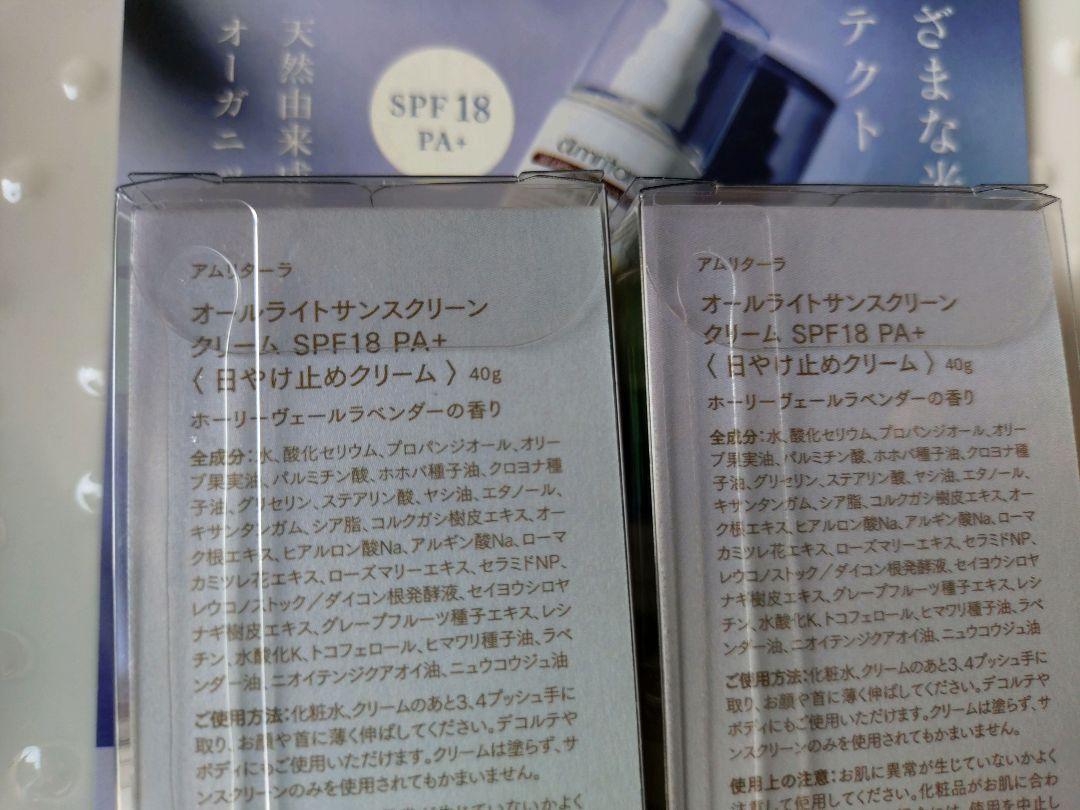 ざまな光
テクト
天然由来成
オーガニッ
SPF 18
PA+
amrita
アムリターラ
オールライトサンスクリーン
クリーム SPF18 PA+
〈 日やけ止めクリーム 〉 40g
ホーリーヴェールラベンダーの香り
全成分:水、酸化セリウム、プロパンジオール、オリー
ブ果実油、パルミチン酸、ホホバ種子油、クロヨナ種
子油、グリセリン、ステアリン酸、ヤシ油、エタノール、
キサンタンガム、シア脂、コルクガシ樹皮エキス、オー
ク根エキス、ヒアルロン酸Na、アルギン酸Na、ローマ
カミツレ花エキス、ローズマリーエキス、セラミドNP、
レウコノストック／ダイコン根発酵液、セイヨウシロヤ
ナギ樹皮エキス、グレープフルーツ種子エキス、レシ
チン、水酸化K、トコフェロール、ヒマワリ種子油、ラベ
ンダー油、ニオイテンジクアオイ油、ニュウコウジュ油
ご使用方法:化粧水、クリームのあと3、4プッシュ手に
取り、お顔や首に薄く伸ばしてください。デコルテや
ボディにもご使用いただけます。クリームは塗らず、サ
ンスクリーンのみを使用されてもかまいません。
アムリターラ
オールライトサンスクリーン
クリーム SPF18 PA+
〈 日やけ止めクリーム 〉 40g
ホーリーヴェールラベンダーの香り
全成分:水、酸化セリウム、プロパンジオール、オリー
ブ果実油、パルミチン酸、ホホバ種子油、クロヨナ種
子油、グリセリン、ステアリン酸、ヤシ油、エタノール、
キサンタンガム、シア脂、コルクガシ樹皮エキス、オー
ク根エキス、ヒアルロン酸Na、アルギン酸Na、ローマ
カミツレ花エキス、ローズマリーエキス、セラミドNP、
レウコノストック／ダイコン根発酵液、セイヨウシロヤ
ナギ樹皮エキス、グレープフルーツ種子エキス、レシ
チン、水酸化K、トコフェロール、ヒマワリ種子油、ラベ
ンダー油、ニオイテンジクアオイ油、ニュウコウジュ油
ご使用方法:化粧水、クリームのあと3、4プッシュ手に
取り、お顔や首に薄く伸ばしてください。デコルテや
ボディにもご使用いただけます。クリームは塗らず、サ
ンスクリーンのみを使用されてもかまいません。
使用上の注意:お肌に異常が生じていないかよく
注意して使用してください。化粧品がお肌に合わ